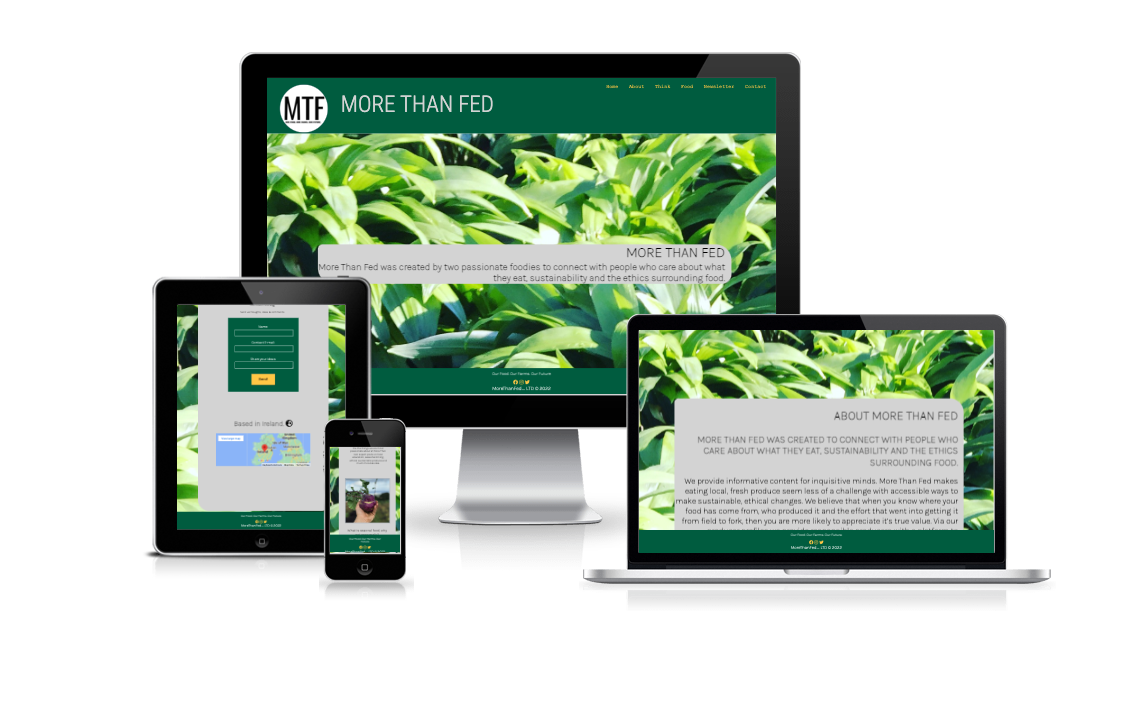 MTF
MORE THAN FED
Home About Think Food Newsletter Contact
MORE THAN FED
More Than Fed was created by two passionate foodies to connect with people who care about what
they eat, sustainability and the ethics surrounding food.
Our Food. Our Farms. Our Future
MoreThanFed... LTD © 2022
Name
Send
Based in Ireland
ABOUT MORE THAN FED
MORE THAN FED WAS CREATED TO CONNECT WITH PEOPLE WHO
CARE ABOUT WHAT THEY EAT, SUSTAINABILITY AND THE ETHICS
SURROUNDING FOOD.
We provide informative content for inquisitive minds. More Than Fed makes
eating local, fresh produce seem less of a challenge with accessible ways to
make sustainable, ethical changes. We believe that when you know where your
food has come from, who produced it and the effort that went into getting it
from field to fork, then you are more likely to appreciate it's true value. Via our
Our Food. Our Farms. Our Future
MoreThanFed... LTD © 2022